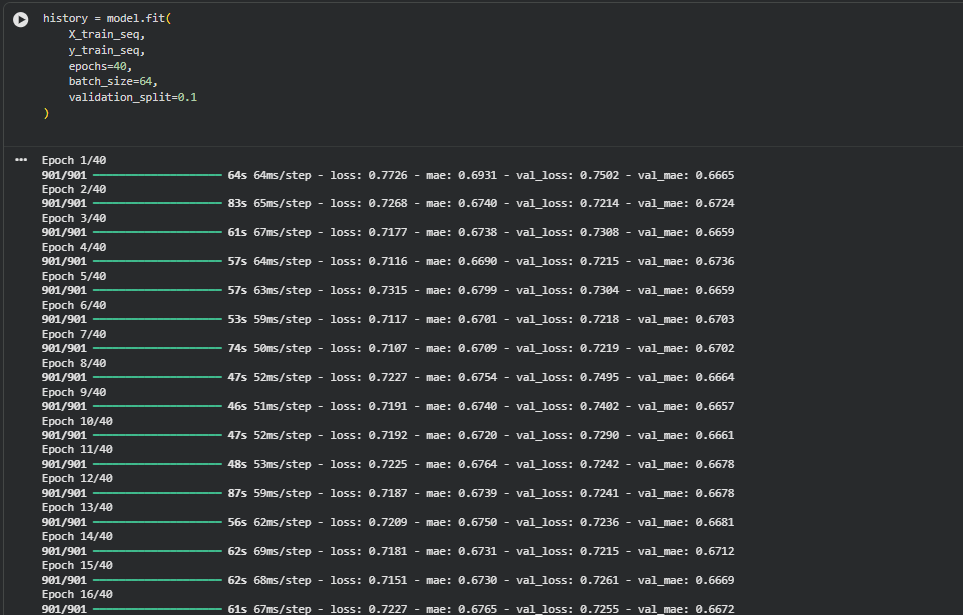 history = model.fit(
X_train_seq,
y_train_seq,
epochs=40,
batch_size=64,
validation_split=0.1
)
Epoch 1/40
901/901 64s 64ms/step - loss: 0.7726 - mae: 0.6931 - val_loss: 0.7502 - val_mae: 0.6665
Epoch 2/40
901/901 83s 65ms/step - loss: 0.7268 - mae: 0.6740 - val_loss: 0.7214 - val_mae: 0.6724
Epoch 3/40
901/901 61s 67ms/step - loss: 0.7177 - mae: 0.6738 - val_loss: 0.7308 - val_mae: 0.6659
Epoch 4/40
901/901 57s 64ms/step - loss: 0.7116 - mae: 0.6690 - val_loss: 0.7215 - val_mae: 0.6736
Epoch 5/40
901/901 57s 63ms/step - loss: 0.7315 - mae: 0.6799 - val_loss: 0.7304 - val_mae: 0.6659
Epoch 6/40
901/901 53s 59ms/step - loss: 0.7117 - mae: 0.6701 - val_loss: 0.7218 - val_mae: 0.6703
Epoch 7/40
901/901 74s 50ms/step - loss: 0.7107 - mae: 0.6709 - val_loss: 0.7219 - val_mae: 0.6702
Epoch 8/40
901/901 47s 52ms/step - loss: 0.7227 - mae: 0.6754 - val_loss: 0.7495 - val_mae: 0.6664
Epoch 9/40
901/901 46s 51ms/step - loss: 0.7191 - mae: 0.6740 - val_loss: 0.7402 - val_mae: 0.6657
Epoch 10/40
901/901 47s 52ms/step - loss: 0.7192 - mae: 0.6720 - val_loss: 0.7290 - val_mae: 0.6661
Epoch 11/40
901/901 48s 53ms/step - loss: 0.7225 - mae: 0.6764 - val_loss: 0.7242 - val_mae: 0.6678
Epoch 12/40
901/901 87s 59ms/step - loss: 0.7187 - mae: 0.6739 - val_loss: 0.7241 - val_mae: 0.6678
Epoch 13/40
901/901 56s 62ms/step - loss: 0.7209 - mae: 0.6750 - val_loss: 0.7236 - val_mae: 0.6681
Epoch 14/40
901/901 62s 69ms/step - loss: 0.7181 - mae: 0.6731 - val_loss: 0.7215 - val_mae: 0.6712
Epoch 15/40
901/901 62s 68ms/step - loss: 0.7151 - mae: 0.6730 - val_loss: 0.7261 - val_mae: 0.6669
Epoch 16/40
901/901 61s 67ms/step - loss: 0.7227 - mae: 0.6765 - val_loss: 0.7255 - val_mae: 0.6672